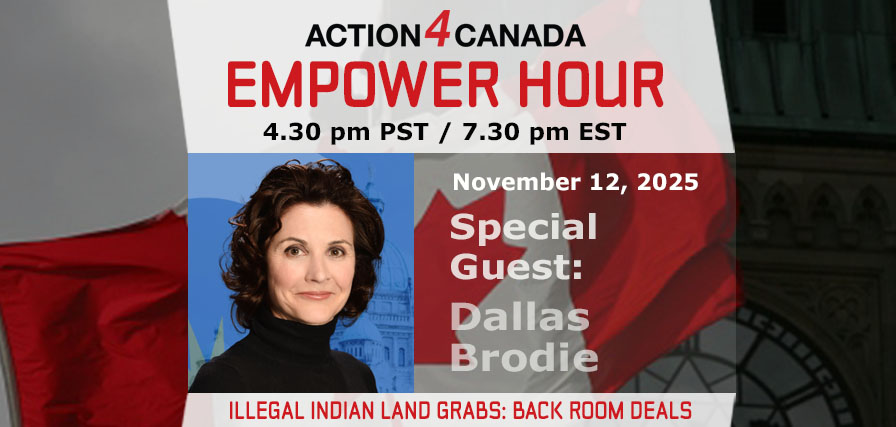 ACTION4CANADA
EMPOWER HOUR
4.30 pm PST / 7.30 pm EST
November 12, 2025
Special
Guest:
Dallas
Brodie
ILLEGAL INDIAN LAND GRABS: BACK ROOM DEALS